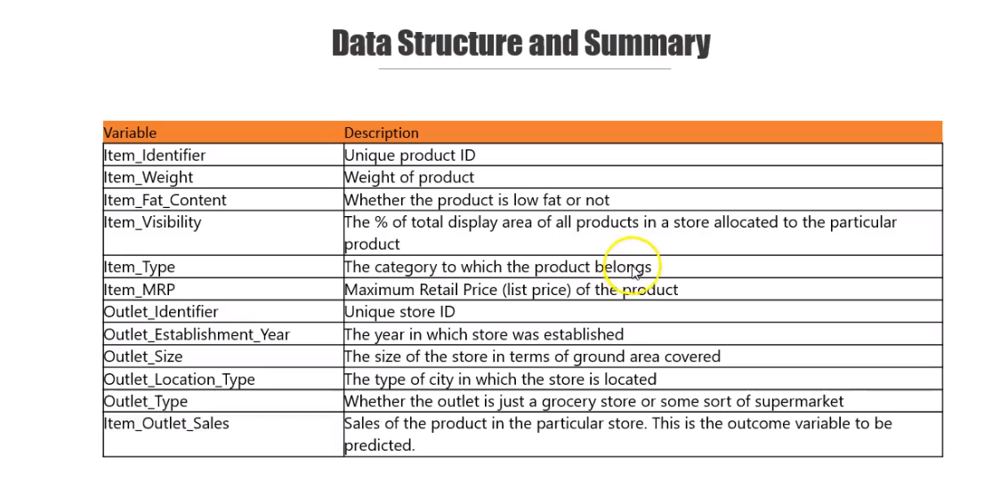 Data Structure and Summary
Variable Description
Item_Identifier Unique product ID
Item_Weight Weight of product
Item_Fat_Content Whether the product is low fat or not
Item_Visibility The % of total display area of all products in a store allocated to the particular
product
Item_Type The category to which the product belongs
Item_MRP Maximum Retail Price (list price) of the product
Outlet_Identifier Unique store ID
Outlet_Establishment_Year The year in which store was established
Outlet_Size The size of the store in terms of ground area covered
Outlet_Location_Type The type of city in which the store is located
Outlet_Type Whether the outlet is just a grocery store or some sort of supermarket
Item_Outlet_Sales Sales of the product in the particular store. This is the outcome variable to be
predicted.